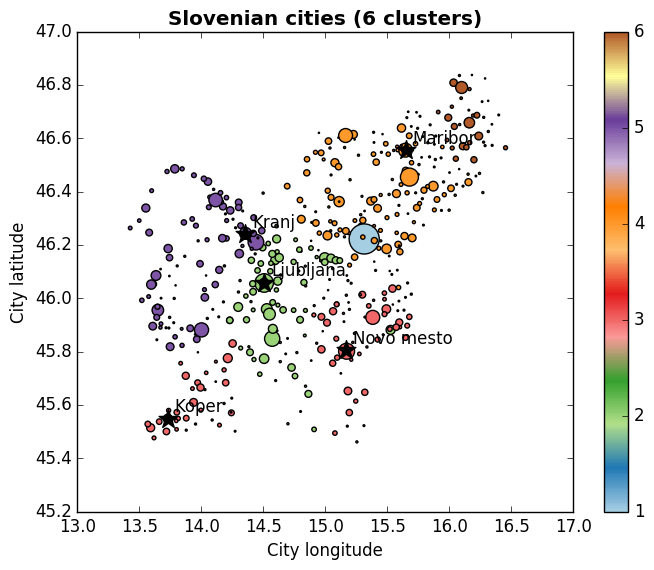 Slovenian cities (6 clusters)
47.0
46.8
46.6
46.4
46.2
46.0
45.8
45.6
45.4
45.2
City latitude
Maribor
Kranj
Ljubljana
Novo mesto
Koper
13.0 13.5 14.0 14.5 15.0 15.5 16.0 16.5 17.0
City longitude
6
5
4
3
2
1